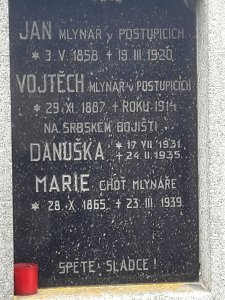 JAN MLYNÁŘ V POSTUPICÍCH
* 3.V.1858 + 19.III.1920.
VOJTĚCH MLYNÁŘ V POSTUPICÍCH
* 29.XI.1887 + ROKU 1914
NA SRBSKÉM BOJIŠTI.
DANUŠKA * 17.VII.1931.
+ 24.II.1935.
MARIE CHOŤ MLYNÁŘE
* 28.X.1865. + 23.III.1939.
SPĚTE SLADCE!